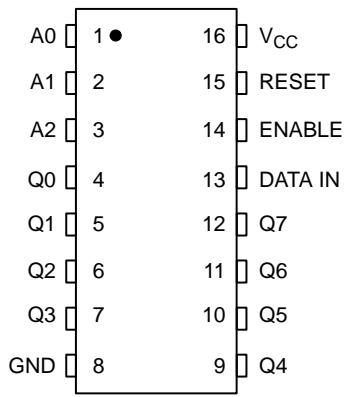 A0 1 16 VCC
A1 2 15 RESET
A2 3 14 ENABLE
Q0 4 13 DATA IN
Q1 5 12 Q7
Q2 6 11 Q6
Q3 7 10 Q5
GND 8 9 Q4